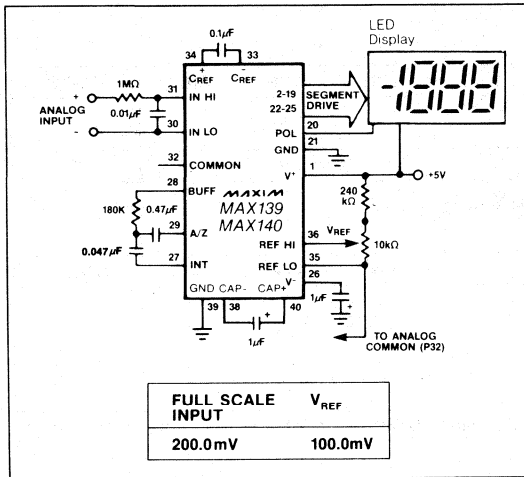 LED
Display
0.1µF
34 33
+ -
CREF CREF
1MΩ
+
31
IN HI
ANALOG
INPUT
0.01µF
-
30
IN LO
2-19
22-25
SEGMENT
DRIVE
-1888
20
POL
21
GND
32
COMMON
1
V+
+5V
28
BUFF
MAXIM
MAX139
MAX140
240
kΩ
180K
0.47µF
29
A/Z
36
REF HI
VREF
10kΩ
35
REF LO
0.047µF
27
INT
26
V-
GND CAP- CAP+
39 38 40
+
1µF
1µF
+
TO ANALOG
COMMON (P32)
FULL SCALE
INPUT
VREF
200.0mV 100.0mV